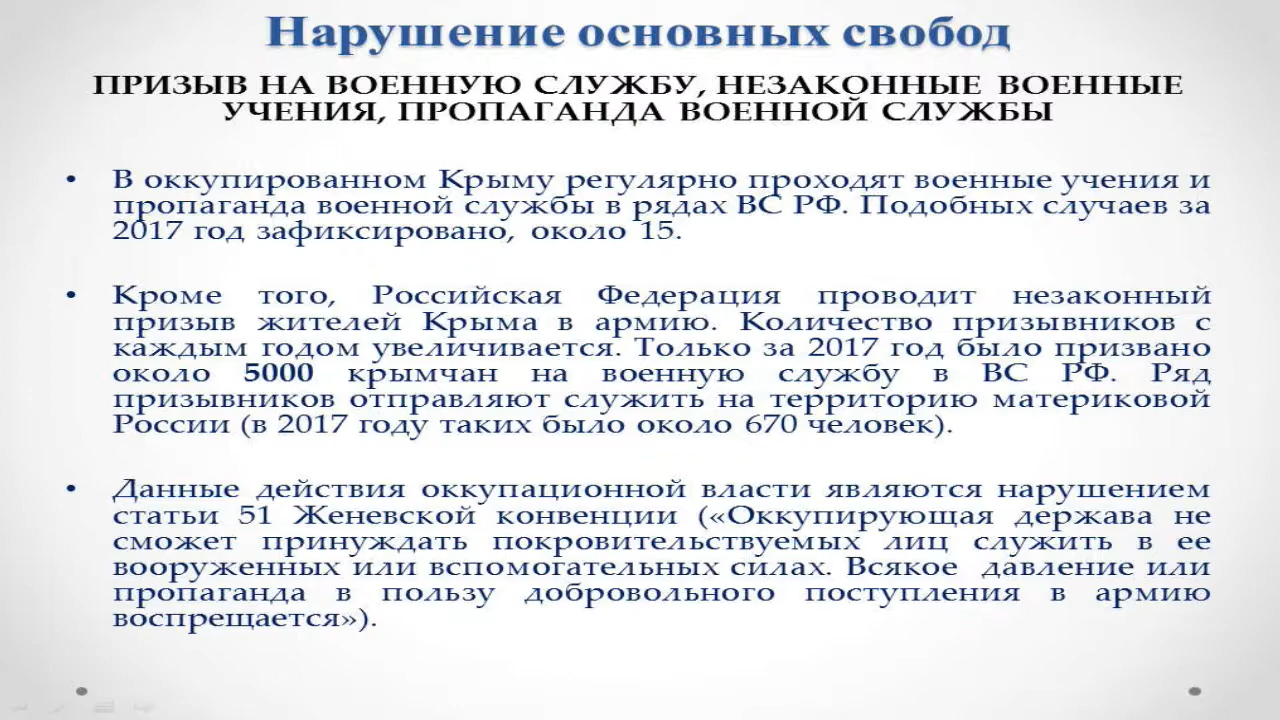 Нарушение основных свобод
ПРИЗЫВ НА ВОЕННУЮ СЛУЖБУ, НЕЗАКОННЫЕ ВОЕННЫЕ
УЧЕНИЯ, ПРОПАГАНДА ВОЕННОЙ СЛУЖБЫ
• В оккупированном Крыму регулярно проходят военные учения и
пропаганда военной службы в рядах ВС РФ. Подобных случаев за
2017 год зафиксировано, около 15.
• Кроме того, Российская Федерация проводит незаконный
призыв жителей Крыма в армию. Количество призывников с
каждым годом увеличивается. Только за 2017 год было призвано
около 5000 крымчан на военную службу в ВС РФ. Ряд
призывников отправляют служить на территорию материковой
России (в 2017 году таких было около 670 человек).
• Данные действия оккупационной власти являются нарушением
статьи 51 Женевской конвенции («Оккупирующая держава не
сможет принуждать покровительствуемых лиц служить в ее
вооруженных или вспомогательных силах. Всякое давление или
пропаганда в пользу добровольного поступления в армию
воспрещается»).